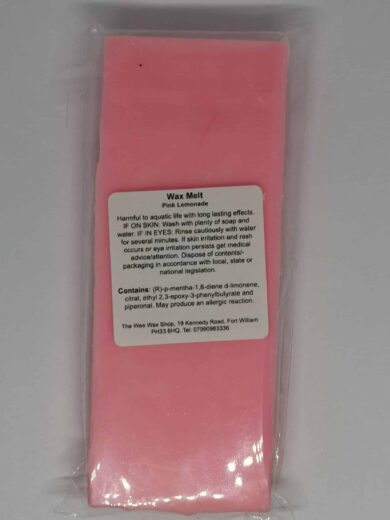 Wax Melt
Pink Lemonade
Harmful to aquatic life with long lasting effects.
IF ON SKIN: Wash with plenty of soap and
water. IF IN EYES: Rinse cautiously with water
for several minutes. If skin irritation and rash
occurs or eye irritation persists get medical
advice/attention. Dispose of contents/-
packaging in accordance with local, state or
national legislation.
Contains: (R)-p-mentha-1,8-diene d-limonene,
citral, ethyl 2,3-epoxy-3-phenylbutyrate and
piperonal. May produce an allergic reaction.
The Wee Wax Shop, 19 Kennedy Road, Fort William
PH33 6HQ. Tel: 07990963336